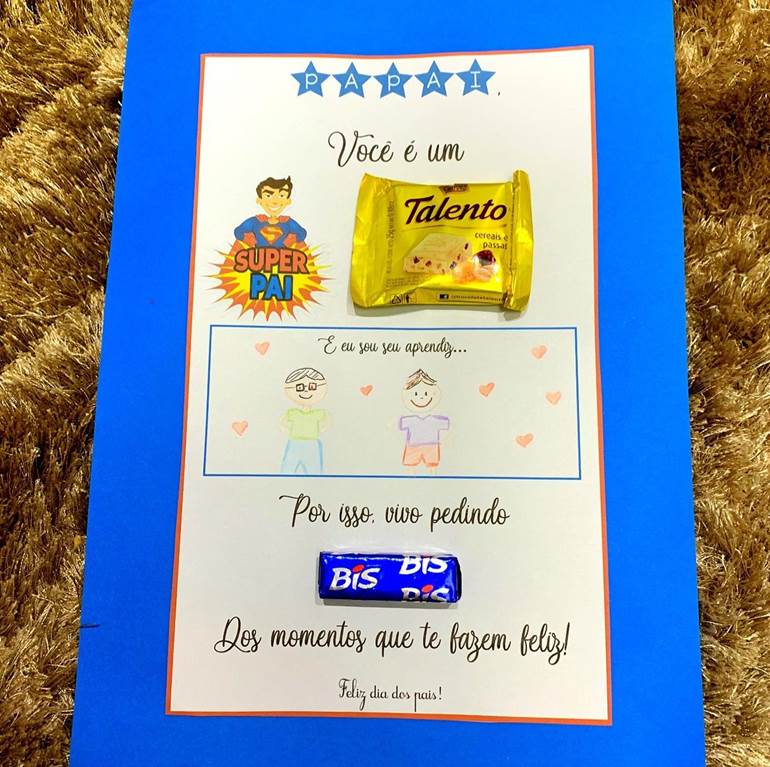 PAPAI,
Você é um
SUPER
PAI
Talento
cereais e
passas
E eu sou seu aprendiz...
Por isso, vivo pedindo
BiS
BiS
BiS
Dos momentos que te fazem feliz!
Feliz dia dos pais!